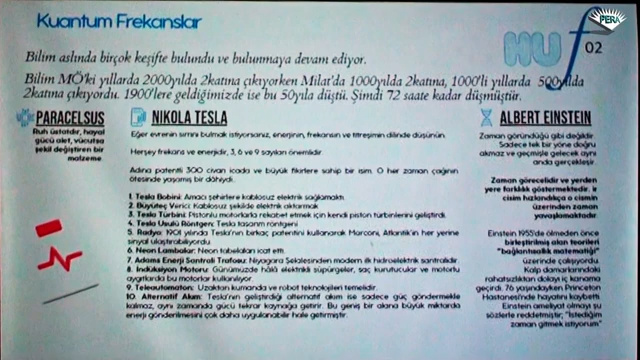 Kuantum Frekanslar
PERA
HU f 02
Bilim aslında birçok keşifte bulundu ve bulunmaya devam ediyor.
Bilim MÖ'ki yıllarda 2000yılda 2katına çıkıyorken Milat'da 1000yılda 2katına, 1000'li yıllarda 500yılda
2katına çıkıyordu. 1900'lere geldiğimizde ise bu 50yıla düştü. Şimdi 72 saate kadar düşmüştür.
PARACELSUS
Ruh üstatdır, hayal
gücü alet, vücutsa
şekil değiştiren bir
malzeme.
NIKOLA TESLA
Eğer evrenin sırrını bulmak istiyorsanız, enerjinin, frekansın ve titreşimin dilinde düşünün.
Herşey frekans ve enerjidir, 3, 6 ve 9 sayıları önemlidir.
Adına patentli 300 civarı icada ve büyük fikirlere sahip bir isim. O her zaman çağının
ötesinde yaşamış bir dâhiydi.
1. Tesla Bobini: Amacı şehirlere kablosuz elektrik sağlamaktı.
2. Büyüteç Verici: Kablosuz şekilde elektrik aktarmak
3. Tesla Türbini: Pistonlu motorlarla rekabet etmek için kendi piston türbinlerini geliştirdi.
4. Tesla Usulü Röntgen: Tesla tasarım röntgeni
5. Radyo: 1901 yılında Tesla'nın birkaç patentini kullanarak Marconi, Atlantik'in her yerine
sinyal ulaştırabiliyordu.
6. Neon Lambalar: Neon tabelaları icat etti.
7. Adams Enerji Santrali Trafosu: Niyagara Şelalesinden modern ilk hidroelektrik santralidir.
8. İndüksiyon Motoru: Günümüzde hâlâ elektrikli süpürgeler, saç kurutucular ve motorlu
aygıtlarda bu motorlar kullanılıyor.
9. Teleautomaton: Uzaktan kumanda ve robot teknolojileri temelidir.
10. Alternatif Akım: Tesla'nın geliştirdiği alternatif akım ise sadece güç göndermekle
kalmaz, aynı zamanda gücü tekrar kaynağa getirir. Bu geniş bir alana büyük miktarda
enerji gönderilmesini çok daha uygulanabilir hale getirmiştir.
ALBERT EINSTEIN
Zaman göründüğü gibi değildir.
Sadece tek bir yöne doğru
akmaz ve geçmişle gelecek aynı
anda gerçekleşir.
Zaman görecelidir ve yerden
yere farklılık göstermektedir. ir
cisim hızlandıkça o cismin
üzerinden zaman
yavaşlamaktadır.
Einstein 1955'de ölmeden önce
birleştirilmiş alan teorileri
"bağlantısallık matematiği"
üzerinde çalışıyordu.
Kalp damarlarındaki
rahatsızlıktan dolayı iç kanama
geçirdi. 76 yaşındayken Princeton
Hastanesi'nde hayatını kaybetti.
Einstein ameliyat olmayı şu
sözlerle reddetmiştir; "İstediğim
zaman gitmek istiyorum"